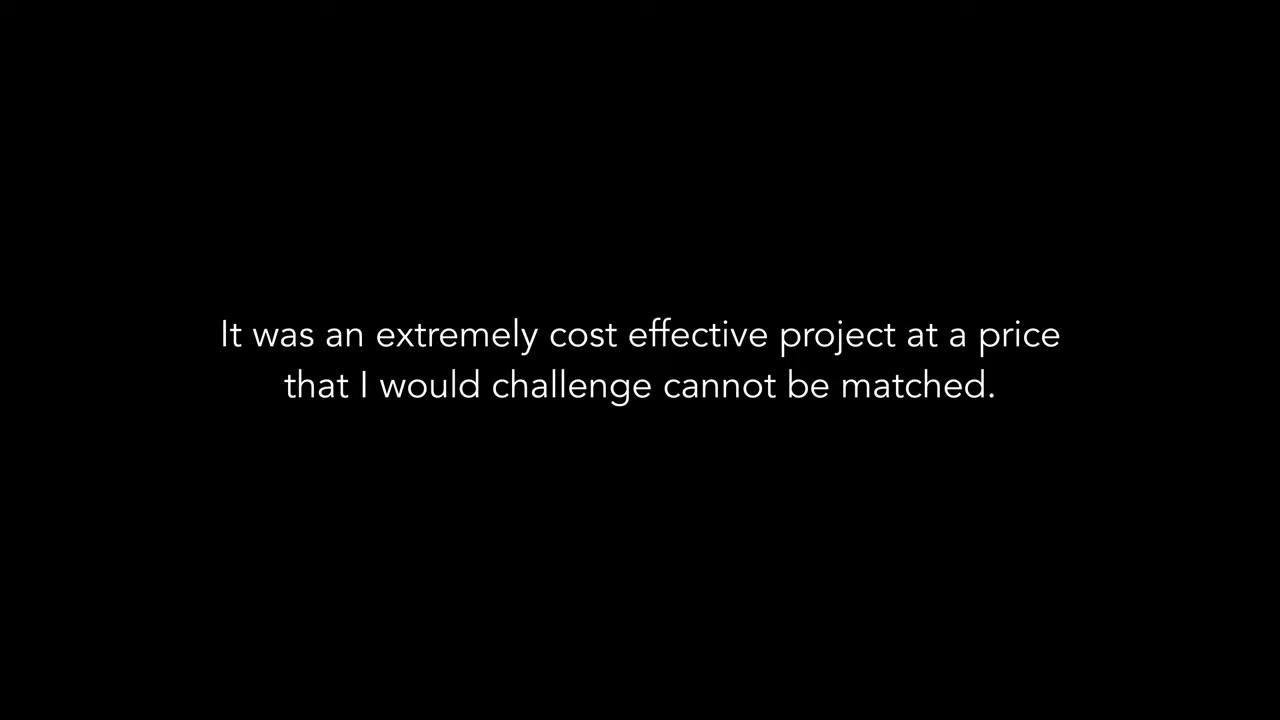 It was an extremely cost effective project at a price
that I would challenge cannot be matched.